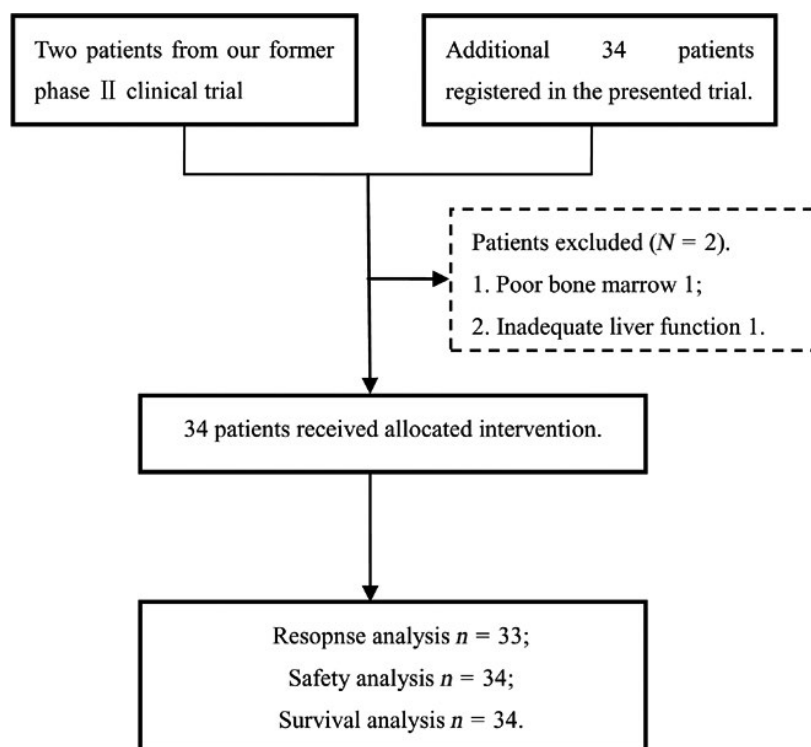 Two patients from our former
phase Ⅱ clinical trial
Additional 34 patients
registered in the presented trial.
Patients excluded (N = 2).
1. Poor bone marrow 1;
2. Inadequate liver function 1.
34 patients received allocated intervention.
Resopnse analysis n = 33;
Safety analysis n = 34;
Survival analysis n = 34.